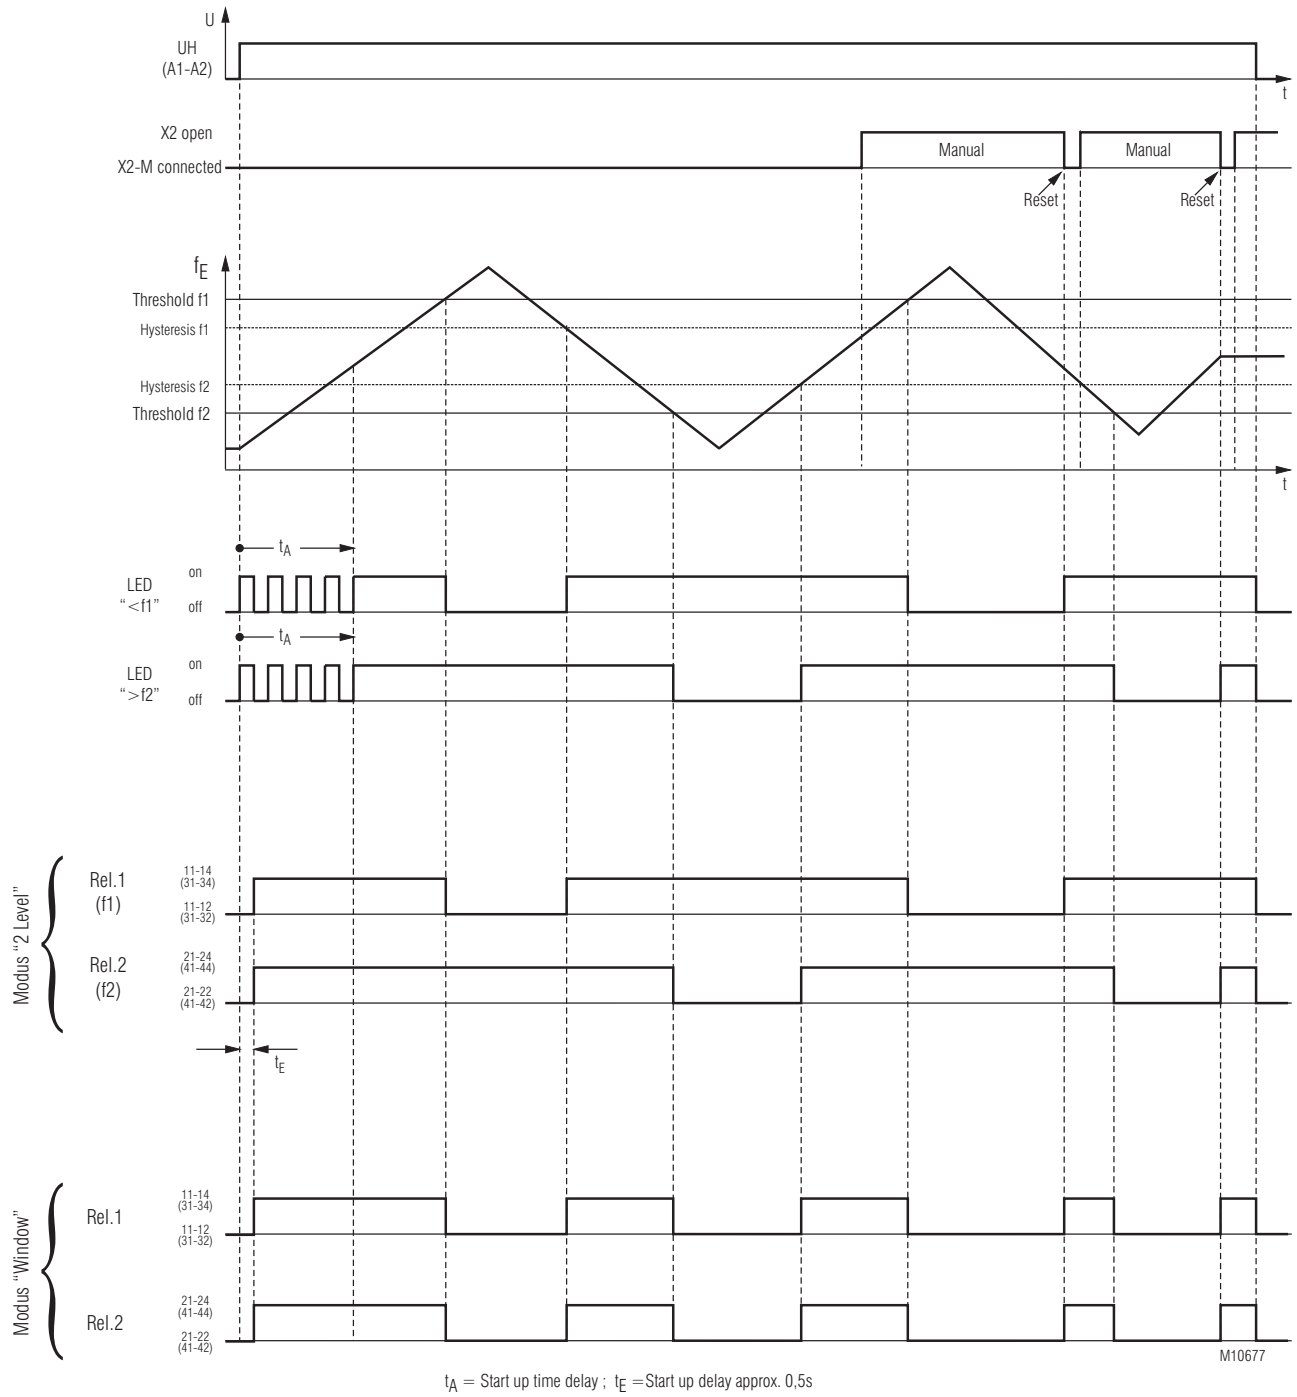 U
UH
(A1-A2)
t
X2 open
Manual
Manual
X2-M connected
Reset
Reset
fE
Threshold f1
Hysteresis f1
Hysteresis f2
Threshold f2
t
tA
LED
“<f1”
on
off
tA
LED
“>f2”
on
off
Modus “2 Level”
Rel.1
(f1)
11-14
(31-34)
11-12
(31-32)
Rel.2
(f2)
21-24
(41-44)
21-22
(41-42)
tE
Modus “Window”
Rel.1
11-14
(31-34)
11-12
(31-32)
Rel.2
21-24
(41-44)
21-22
(41-42)
M10677
tA = Start up time delay ; tE =Start up delay approx. 0,5s